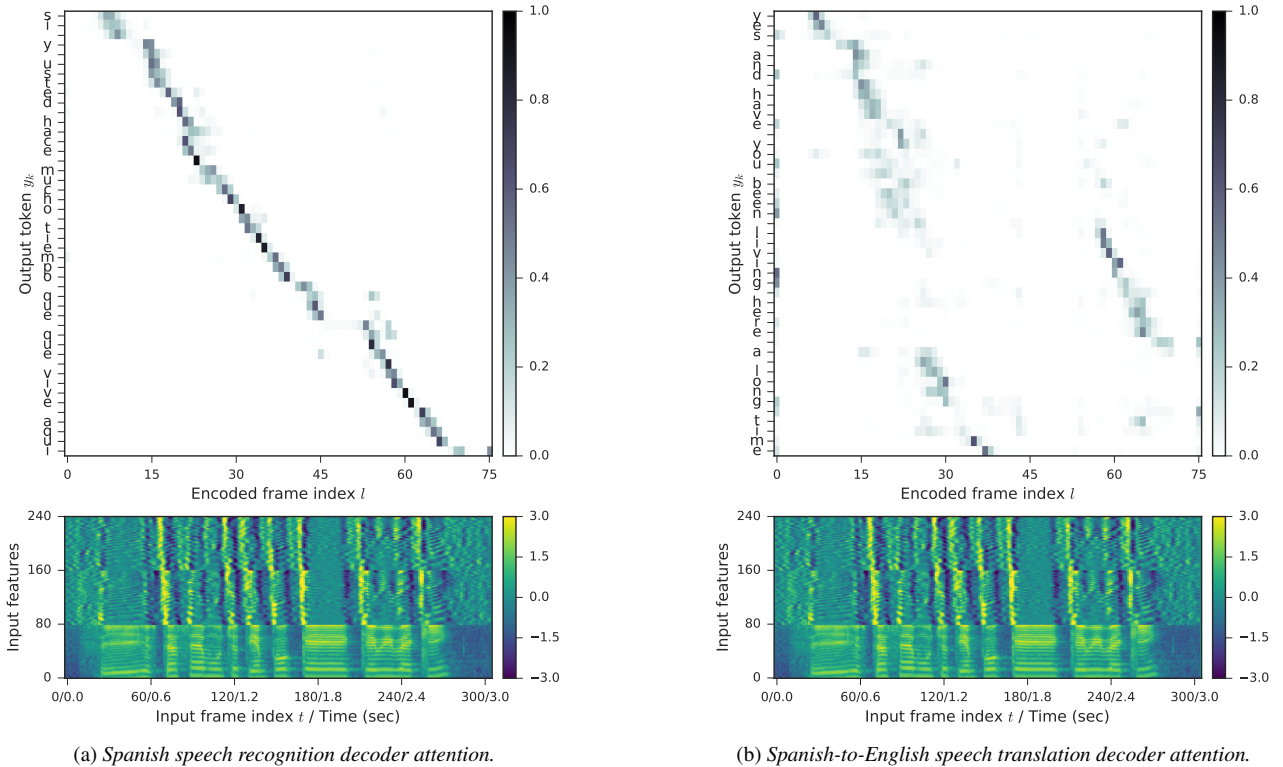 s
i
y
u
s
t
e
d
h
a
c
e
m
u
c
h
o
t
i
e
m
p
o
q
u
e
q
u
e
v
i
v
e
a
q
u
i
Output token y_k
0 15 30 45 60 75
Encoded frame index l
1.0
0.8
0.6
0.4
0.2
0.0
240
160
80
0
Input features
0/0.0 60/0.6 120/1.2 180/1.8 240/2.4 300/3.0
Input frame index t / Time (sec)
3.0
1.5
0.0
−1.5
−3.0
(a) Spanish speech recognition decoder attention.
y
e
s
a
n
d
h
a
v
e
y
o
u
b
e
e
n
l
i
v
i
n
g
h
e
r
e
a
l
o
n
g
t
i
m
e
Output token y_k
0 15 30 45 60 75
Encoded frame index l
1.0
0.8
0.6
0.4
0.2
0.0
240
160
80
0
Input features
0/0.0 60/0.6 120/1.2 180/1.8 240/2.4 300/3.0
Input frame index t / Time (sec)
3.0
1.5
0.0
−1.5
−3.0
(b) Spanish-to-English speech translation decoder attention.